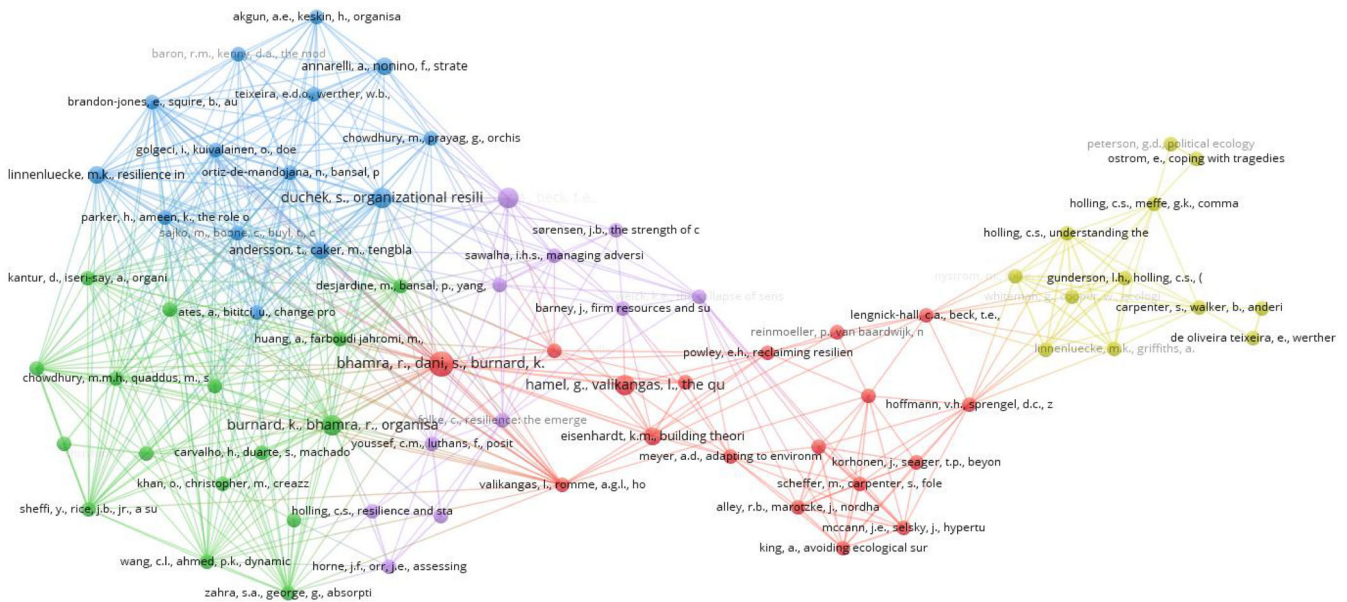 akgun, a.e., keskin, h., organisa
baron, r.m., kenny, d.a., the mod
annarelli, a., nonino, f., strate
teixeira, e.d.o., werther, w.b.,
brandon-jones, e., squire, b., au
chowdhury, m., prayag, g., orchis
golgeci, i., kuivalainen, o., doe
linnenluecke, m.k., resilience in
ortiz-de-mandojana, n., bansal, p
duchek, s., organizational resili
beck, t.e.,
parker, h., ameen, k., the role o
sajko, m., boone, c., buyl, t., c
andersson, t., caker, m., tengbla
sørensen, j.b., the strength of c
sawalha, i.h.s., managing adversi
kantur, d., iseri-say, a., organi
desjardine, m., bansal, p., yang,
collapse of sens
ates, a., bititci, u., change pro
barney, j., firm resources and su
huang, a., farboudi jahromi, m.,
bhamra, r., dani, s., burnard, k.
chowdhury, m.m.h., quaddus, m., s
hamel, g., valikangas, l., the qu
powley, e.h., reclaiming resilien
reinmoeller, p., van baardwijk, n
lengnick-hall, c.a., beck, t.e.,
peterson, g.d., political ecology
ostrom, e., coping with tragedies
holling, c.s., meffe, g.k., comma
holling, c.s., understanding the
gunderson, l.h., holling, c.s., (
whiteman, g., cooper, w., ecologi
carpenter, s., walker, b., anderi
de oliveira teixeira, e., werther
linnenluecke, m.k., griffiths, a.
hoffmann, v.h., sprengel, d.c., z
burnard, k., bhamra, r., organisa
folke, c., resilience: the emerge
youssef, c.m., luthans, f., posit
eisenhardt, k.m., building theori
meyer, a.d., adapting to environm
korhonen, j., seager, t.p., beyon
carvalho, h., duarte, s., machado
khan, o., christopher, m., creazz
valikangas, l., romme, a.g.l., ho
scheffer, m., carpenter, s., fole
sheffi, y., rice, j.b., jr., a su
holling, c.s., resilience and sta
alley, r.b., marotzke, j., nordha
mccann, j.e., selsky, j., hypertu
king, a., avoiding ecological sur
wang, c.l., ahmed, p.k., dynamic
horne, j.f., orr, j.e., assessing
zahra, s.a., george, g., absorpti